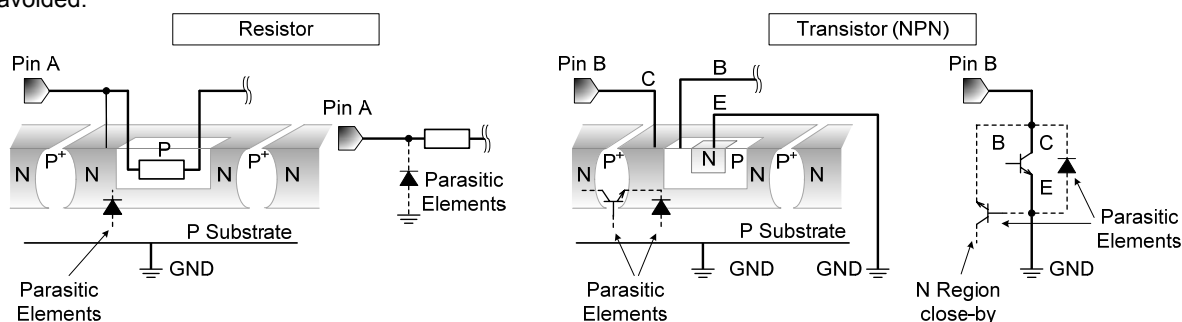 avoided.
Resistor
Transistor (NPN)
Pin A
Pin A
P
N
P+
N
N
P+
N
Parasitic
Elements
P Substrate
GND
Parasitic
Elements
Pin B
C
B
E
N
P+
N
N
P
N
P+
N
P Substrate
GND
GND
Parasitic
Elements
Pin B
B
C
E
Parasitic
Elements
GND
N Region
close-by